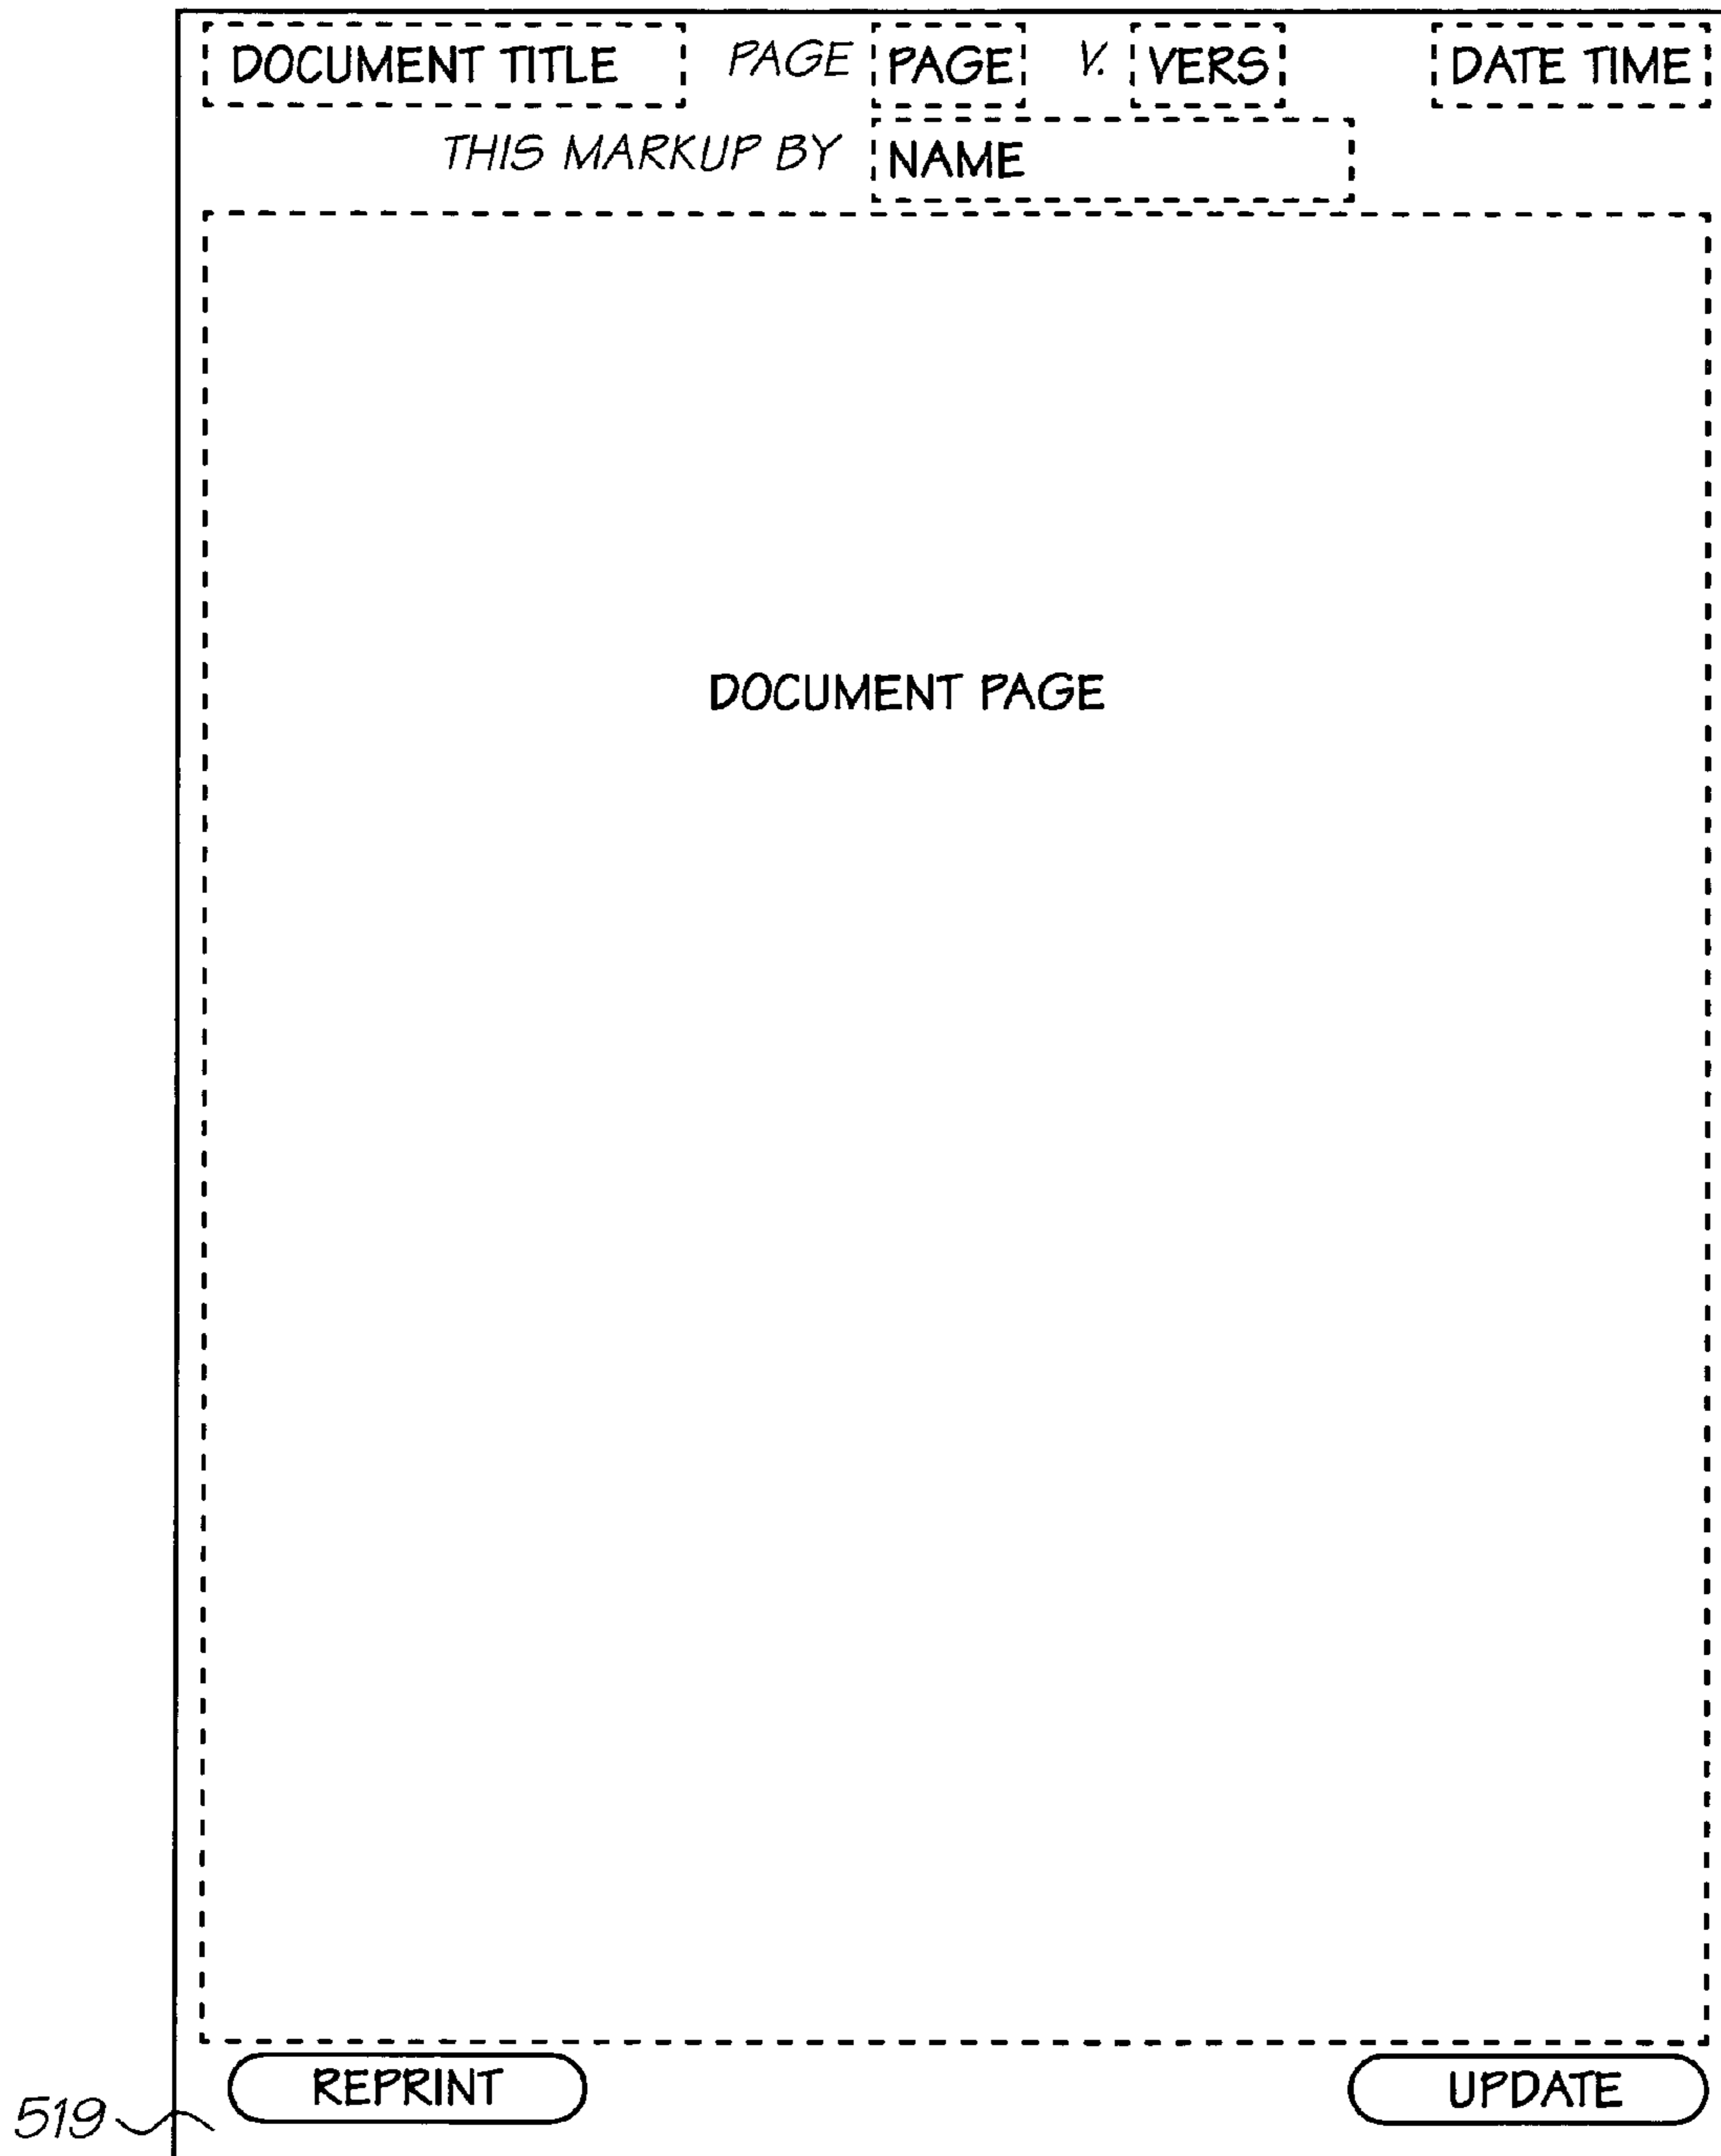 DOCUMENT TITLE PAGE PAGE V. VERS DATE TIME
THIS MARKUP BY NAME
DOCUMENT PAGE
REPRINT UPDATE
519